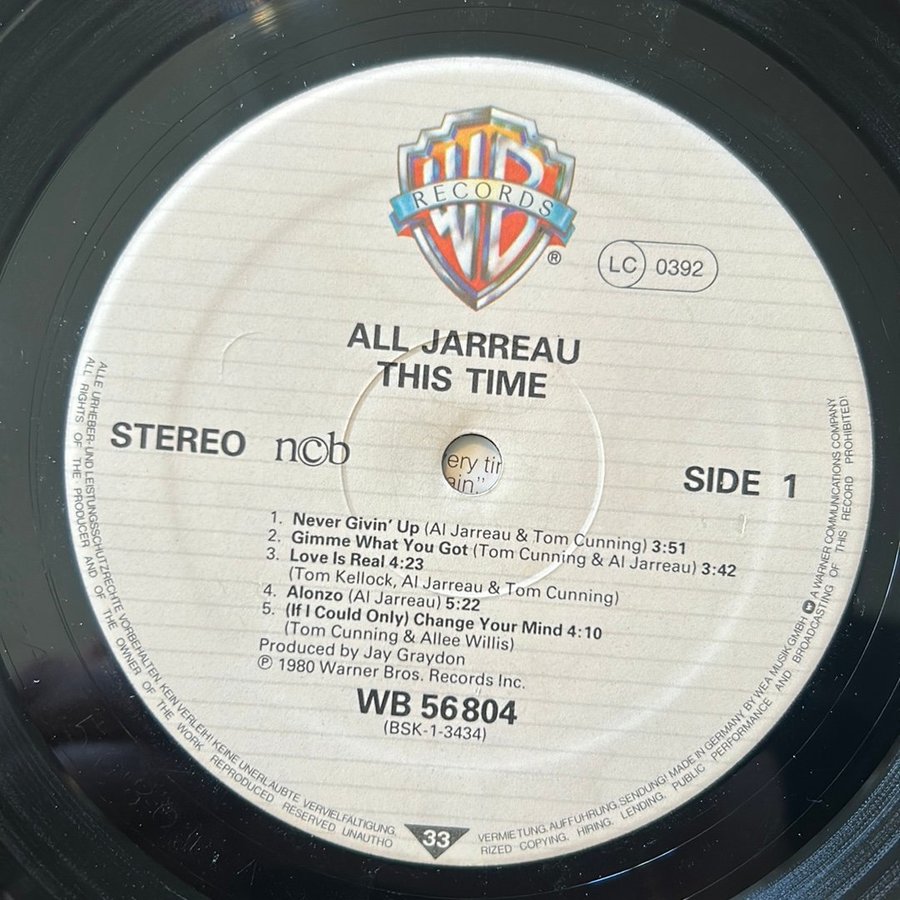 WB
RECORDS
®
LC 0392
ALL JARREAU
THIS TIME
STEREO n©b
SIDE 1
ery tir
ain."
1. Never Givin' Up (Al Jarreau & Tom Cunning) 3:51
2. Gimme What You Got (Tom Cunning & Al Jarreau) 3:42
3. Love Is Real 4:23
(Tom Kellock, Al Jarreau & Tom Cunning)
4. Alonzo (Al Jarreau) 5:22
5. (If I Could Only) Change Your Mind 4:10
(Tom Cunning & Allee Willis)
Produced by Jay Graydon
℗ 1980 Warner Bros. Records Inc.
WB 56 804
(BSK-1-3434)
33
ALLE URHEBER- UND LEISTUNGSSCHUTZRECHTE VORBEHALTEN. KEIN VERLEIH! KEINE UNERLAUBTE VERVIELFÄLTIGUNG, VERMIETUNG, AUFFÜHRUNG, SENDUNG! MADE IN GERMANY BY WEA MUSIK GMBH A WARNER COMMUNICATIONS COMPANY
ALL RIGHTS OF THE PRODUCER AND OF THE OWNER OF THE WORK REPRODUCED RESERVED UNAUTHORIZED COPYING, HIRING, LENDING, PUBLIC PERFORMANCE AND BROADCASTING OF THIS RECORD PROHIBITED!